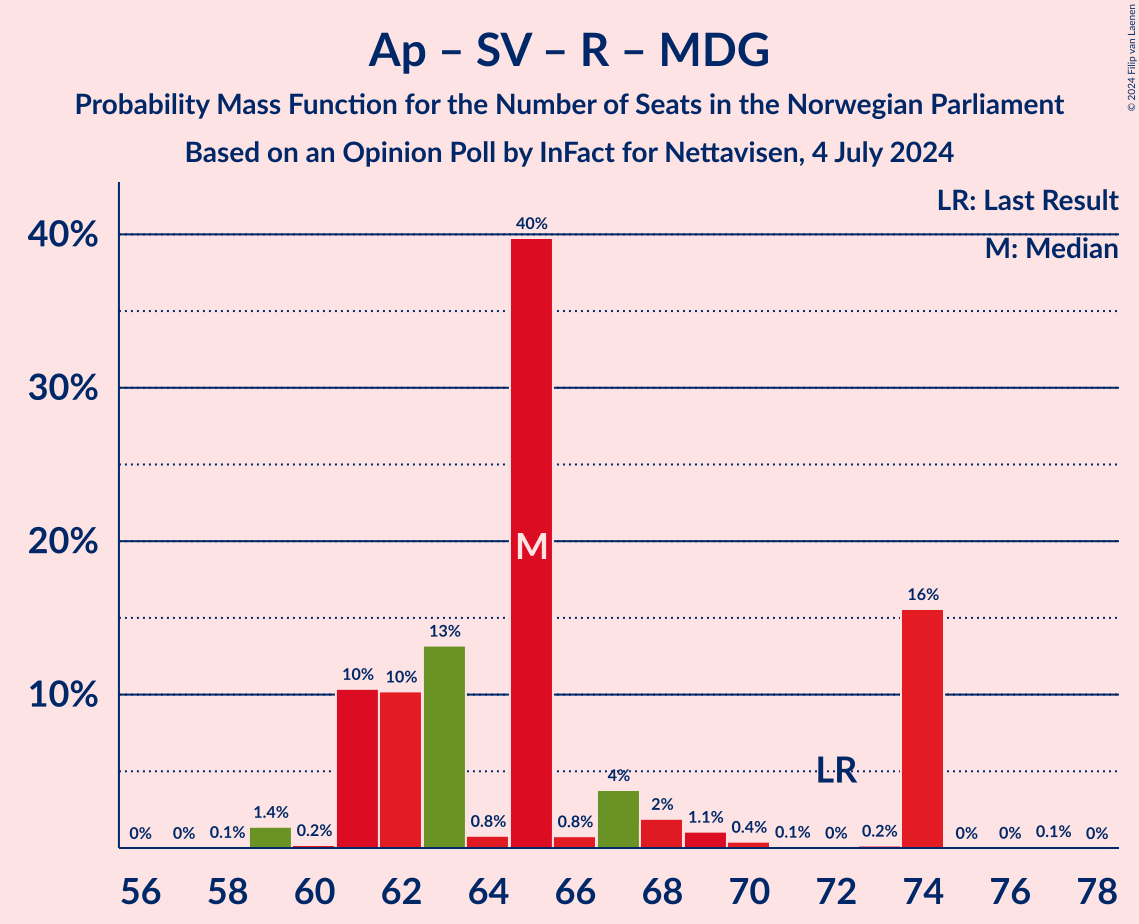 Ap – SV – R – MDG
Probability Mass Function for the Number of Seats in the Norwegian Parliament
Based on an Opinion Poll by InFact for Nettavisen, 4 July 2024
© 2024 Filip van Laenen
LR: Last Result
M: Median
40%
30%
20%
10%
0% 0% 0.1% 1.4% 0.2% 10% 10% 13% 0.8% 40% 0.8% 4% 2% 1.1% 0.4% 0.1% 0% 0.2% 16% 0% 0% 0.1% 0%
M
LR
56 58 60 62 64 66 68 70 72 74 76 78